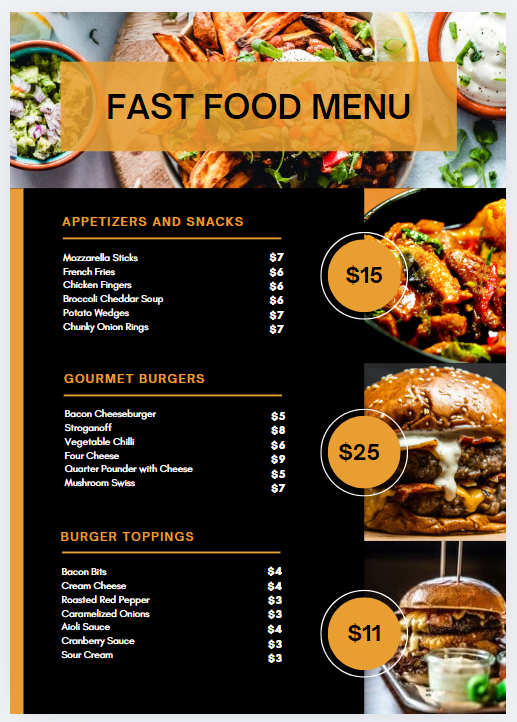 FAST FOOD MENU
APPETIZERS AND SNACKS
Mozzarella Sticks $7
French Fries $6
Chicken Fingers $6
Broccoli Cheddar Soup $6
Potato Wedges $7
Chunky Onion Rings $7
$15
GOURMET BURGERS
Bacon Cheeseburger $5
Stroganoff $8
Vegetable Chilli $6
Four Cheese $9
Quarter Pounder with Cheese $5
Mushroom Swiss $7
$25
BURGER TOPPINGS
Bacon Bits $4
Cream Cheese $4
Roasted Red Pepper $3
Caramelized Onions $3
Aioli Sauce $4
Cranberry Sauce $3
Sour Cream $3
$11